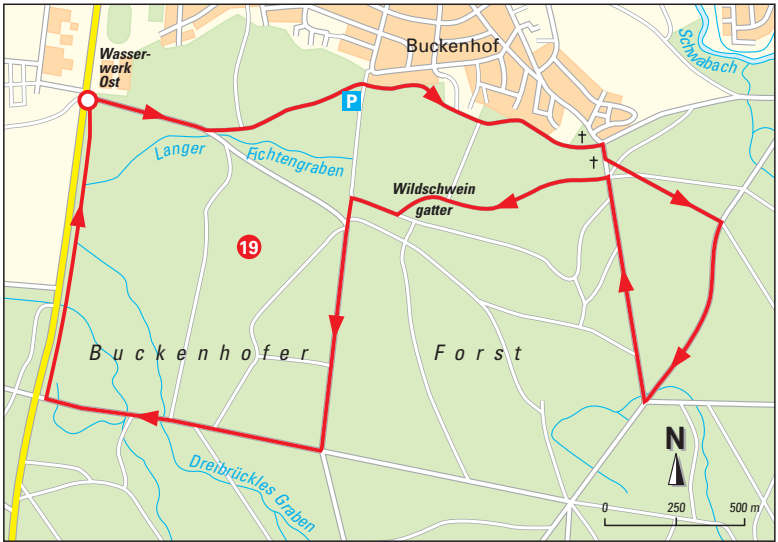 Wasser-
werk
Ost
Buckenhof
Schwabach
P
Langer Fichtengraben
Wildschwein
gatter
19
Buckenhofer Forst
Dreibrückles
Graben
N
0 250 500 m